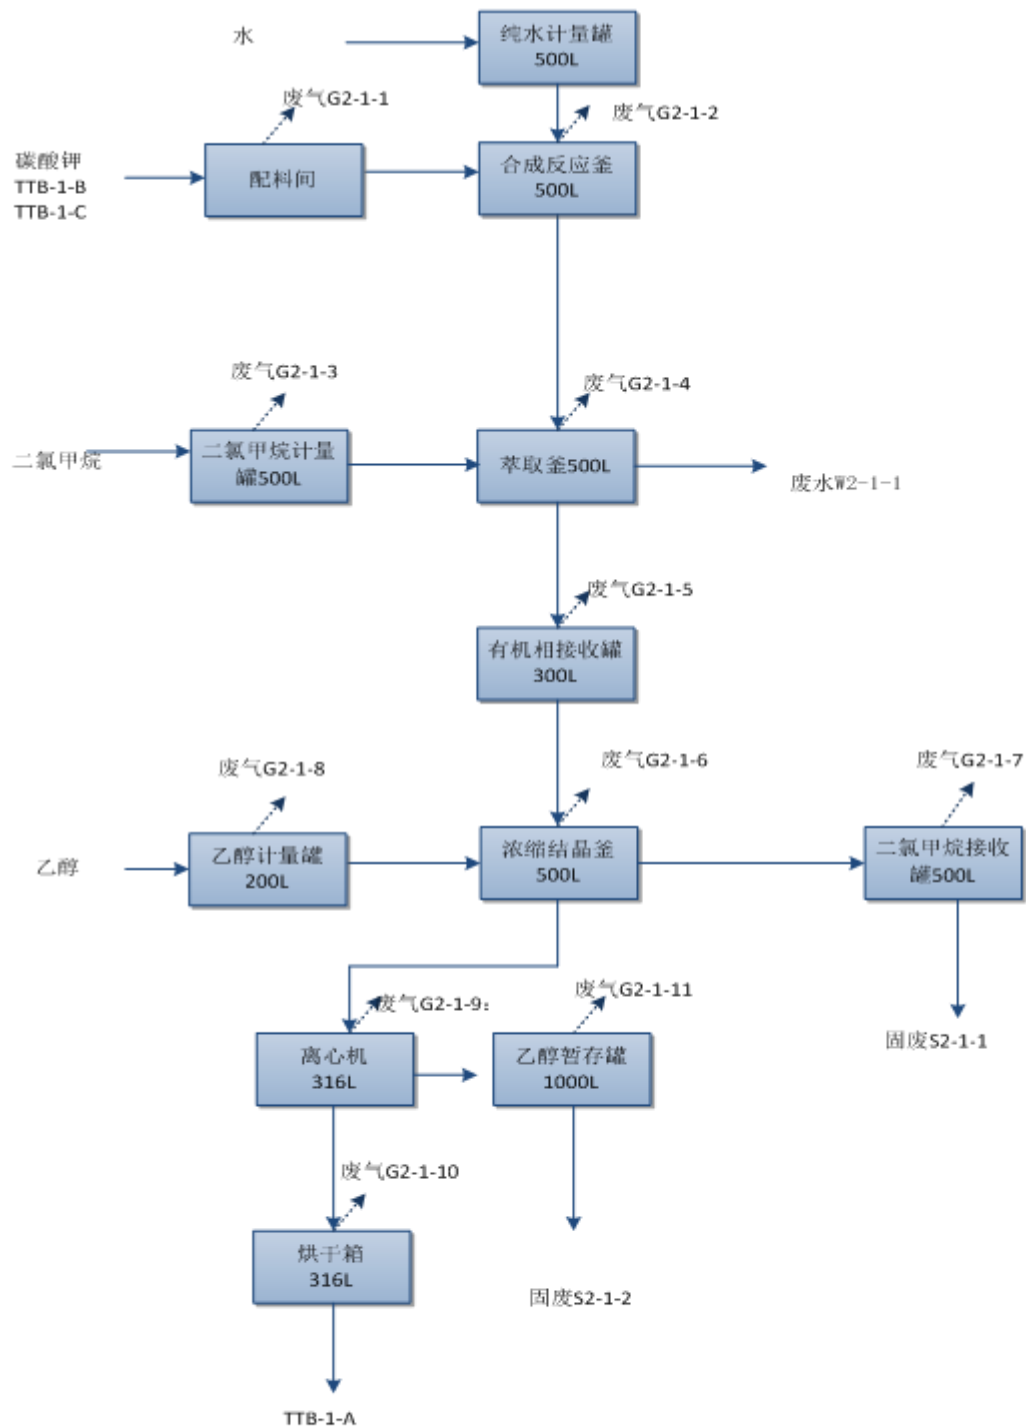 水
纯水计量罐
500L
废气G2-1-1
废气G2-1-2
碳酸钾
TTB-1-B
TTB-1-C
配料间
合成反应釜
500L
废气G2-1-3
废气G2-1-4
二氯甲烷
二氯甲烷计量
罐500L
萃取釜500L
废水W2-1-1
废气G2-1-5
有机相接收罐
300L
废气G2-1-8
废气G2-1-6
废气G2-1-7
乙醇
乙醇计量罐
200L
浓缩结晶釜
500L
二氯甲烷接收
罐500L
废气G2-1-9：
废气G2-1-11
离心机
316L
乙醇暂存罐
1000L
固废S2-1-1
废气G2-1-10
烘干箱
316L
固废S2-1-2
TTB-1-A